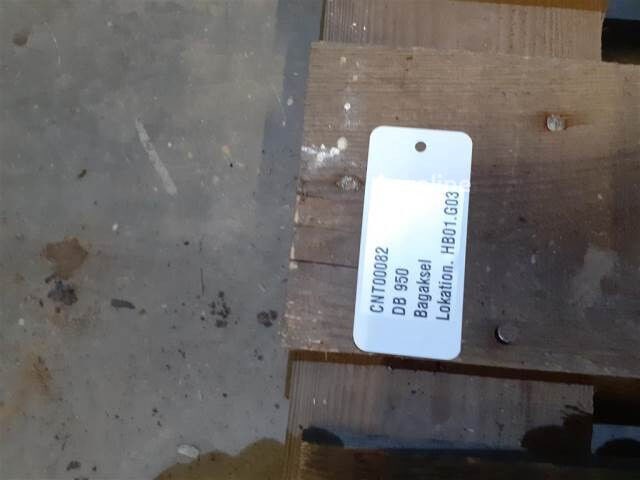 CNT00082
DB 950
Bagaksel
Lokation. HB01.G03